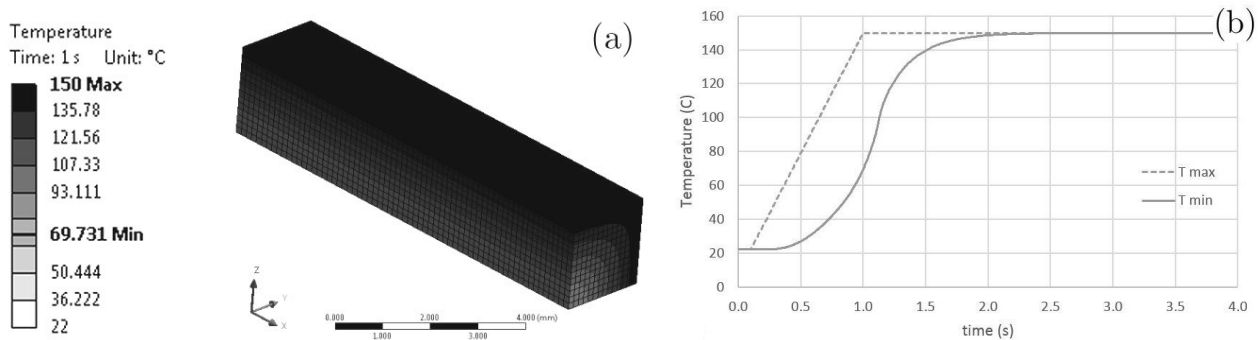 Temperature
Time: 1 s Unit: °C
150 Max
135.78
121.56
107.33
93.111
69.731 Min
50.444
36.222
22
(a)
Z
Y
X
0.000
2.000
4.000 (mm)
1.000
3.000
(b)
Temperature (C)
160
140
120
100
80
60
40
20
0
T max
T min
0.0
0.5
1.0
1.5
2.0
2.5
3.0
3.5
4.0
time (s)